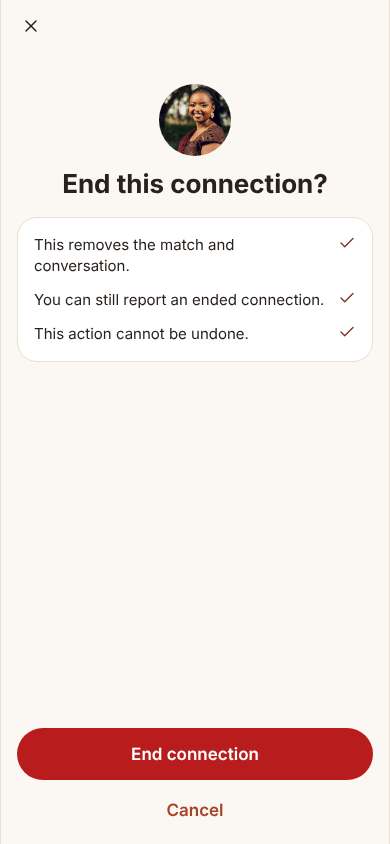 End this connection?
This removes the match and
conversation.
You can still report an ended connection.
This action cannot be undone.
End connection
Cancel